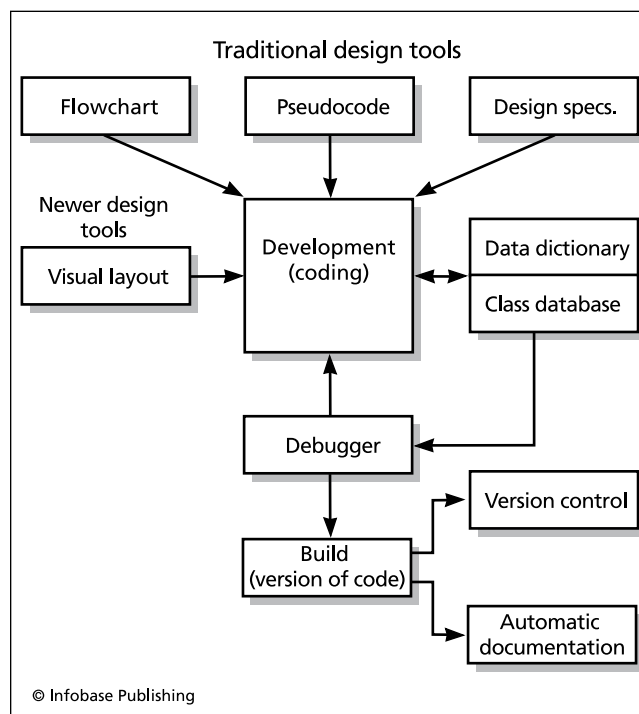 Traditional design tools
Flowchart
Pseudocode
Design specs.
Newer design
tools
Visual layout
Development
(coding)
Data dictionary
Class database
Debugger
Version control
Build
(version of code)
Automatic
documentation
© Infobase Publishing